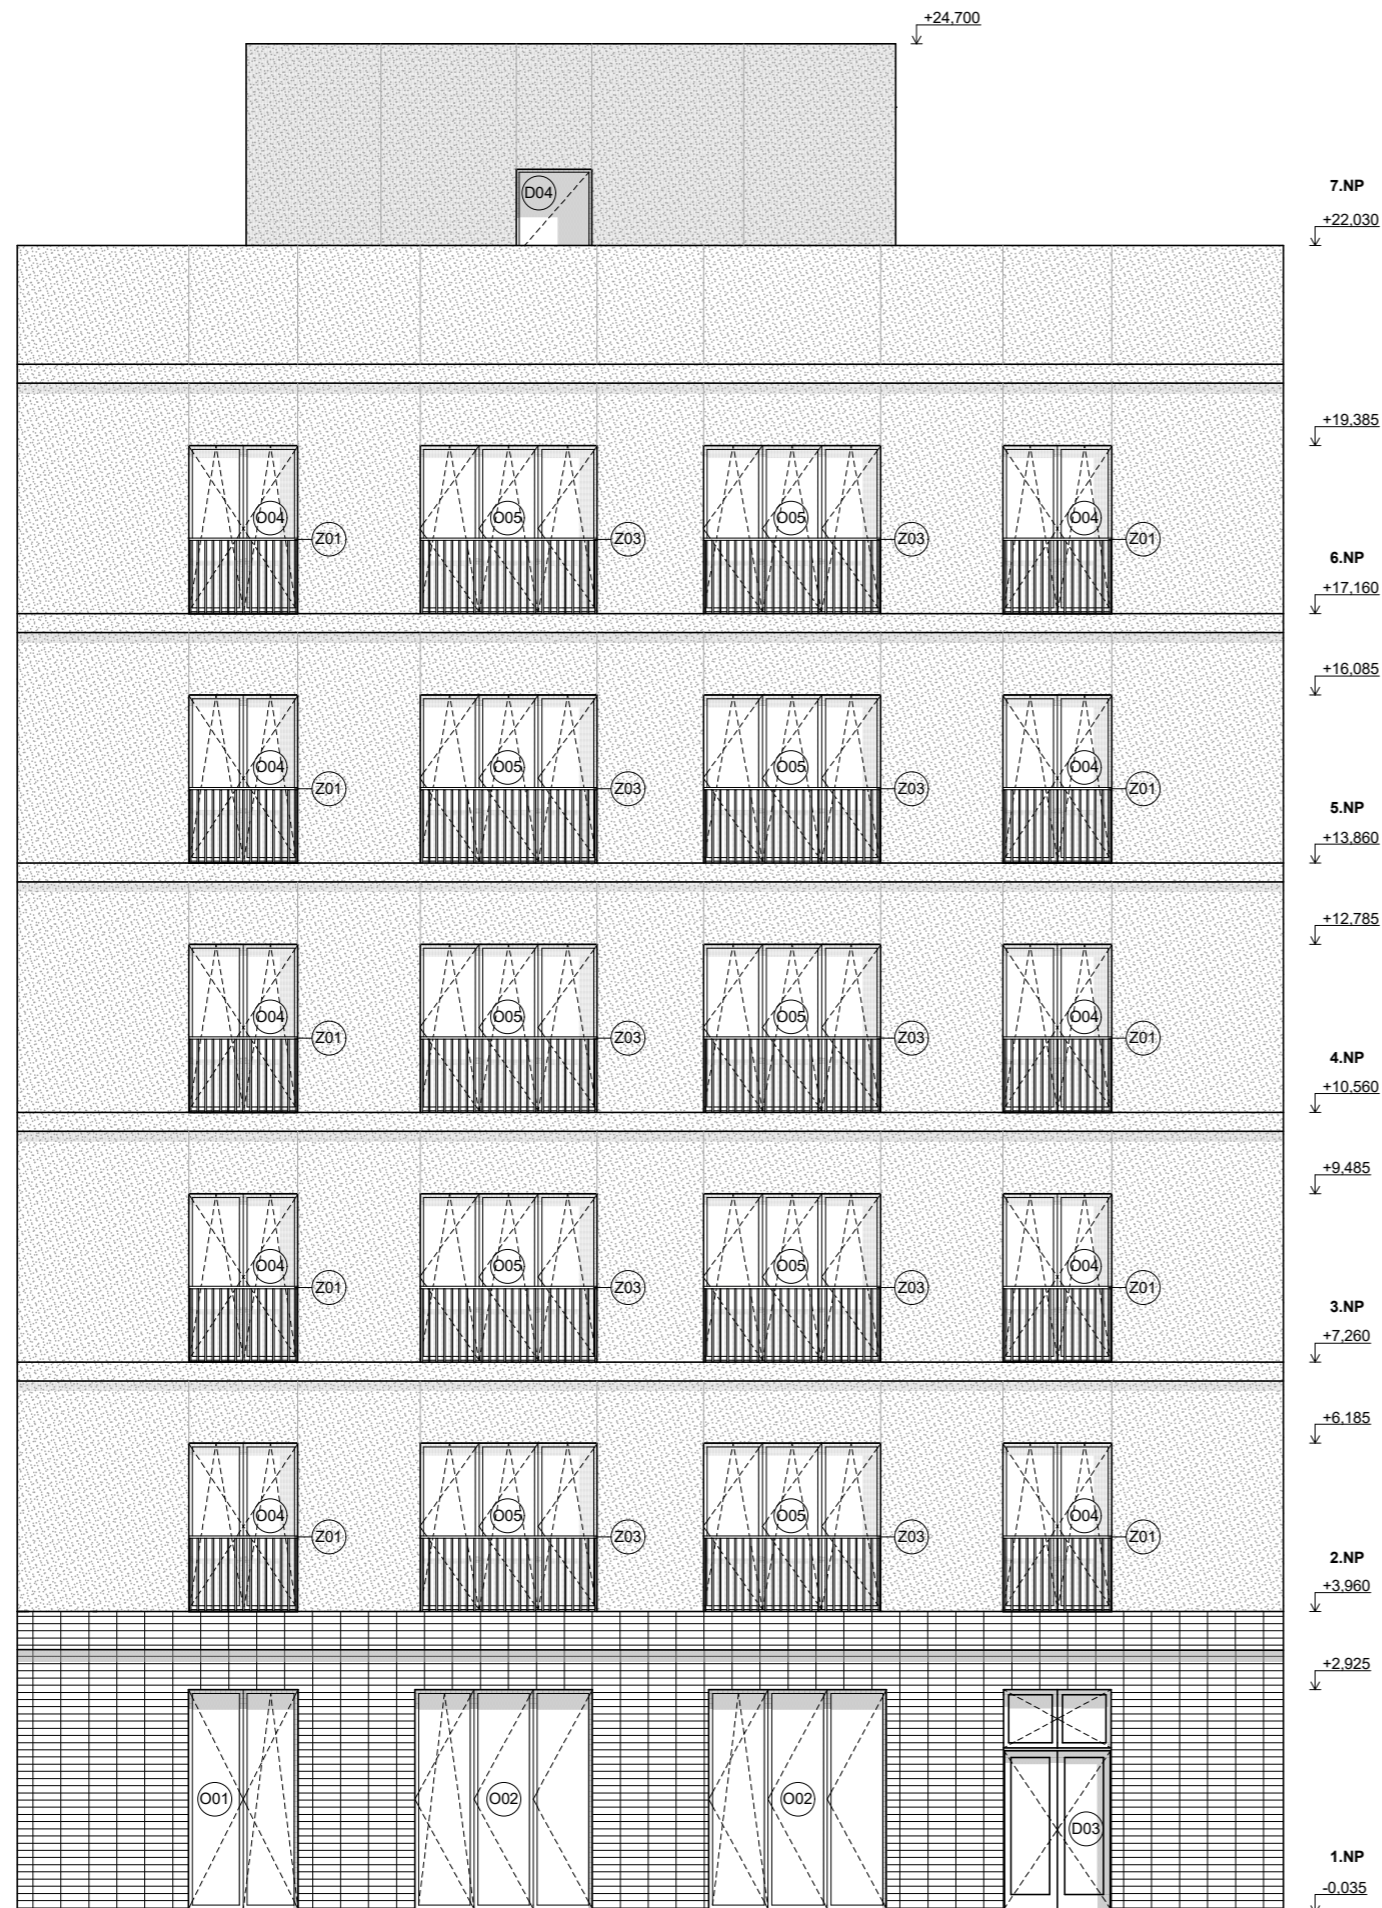 +24,700
7.NP
D04
+22,030
+19,385
O04 O05 O05 O04
Z01 Z03 Z03 Z01
6.NP
+17,160
+16,085
O04 O05 O05 O04
Z01 Z03 Z03 Z01
5.NP
+13,860
+12,785
O04 O05 O05 O04
Z01 Z03 Z03 Z01
4.NP
+10,560
+9,485
O04 O05 O05 O04
Z01 Z03 Z03 Z01
3.NP
+7,260
+6,185
O04 O05 O05 O04
Z01 Z03 Z03 Z01
2.NP
+3,960
+2,925
O01 O02 O02
D03
1.NP
-0,035